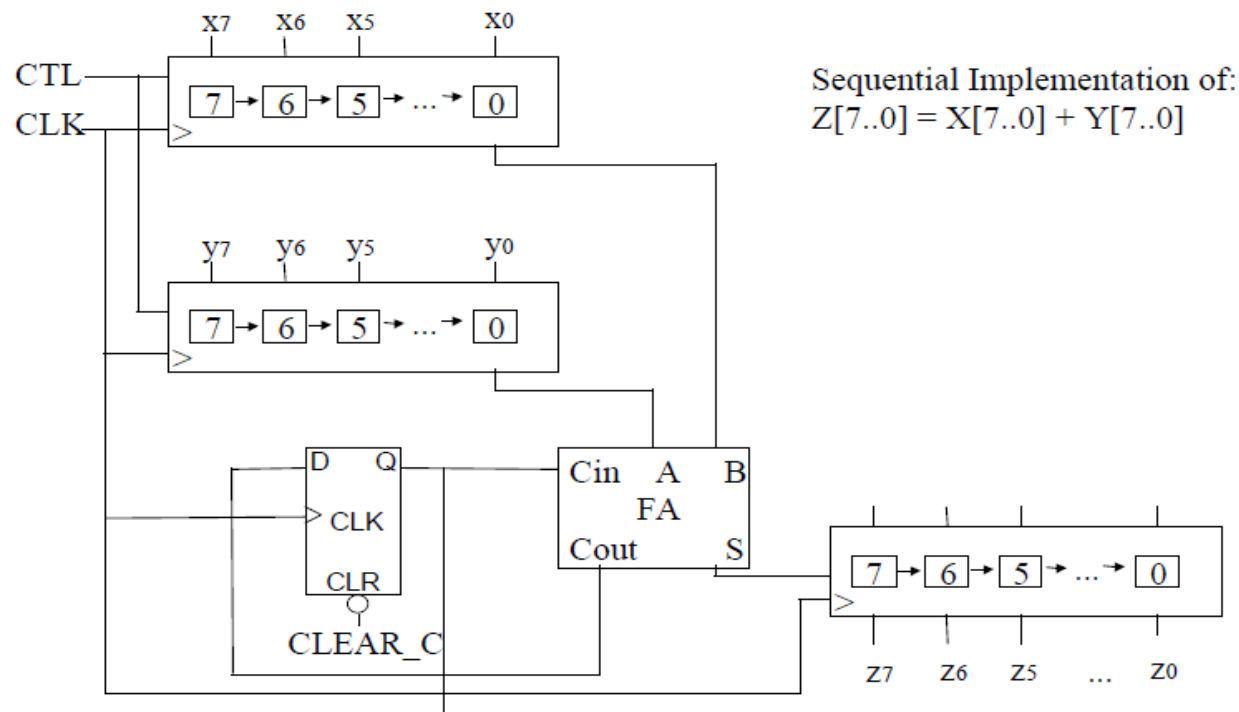 x7 x6 x5 x0
CTL
7 6 5 ... 0
CLK
Sequential Implementation of:
Z[7..0] = X[7..0] + Y[7..0]
y7 y6 y5 y0
7 6 5 ... 0
D Q
CLK
CLR
CLEAR_C
Cin A B
FA
Cout S
7 6 5 ... 0
z7 z6 z5 ... z0